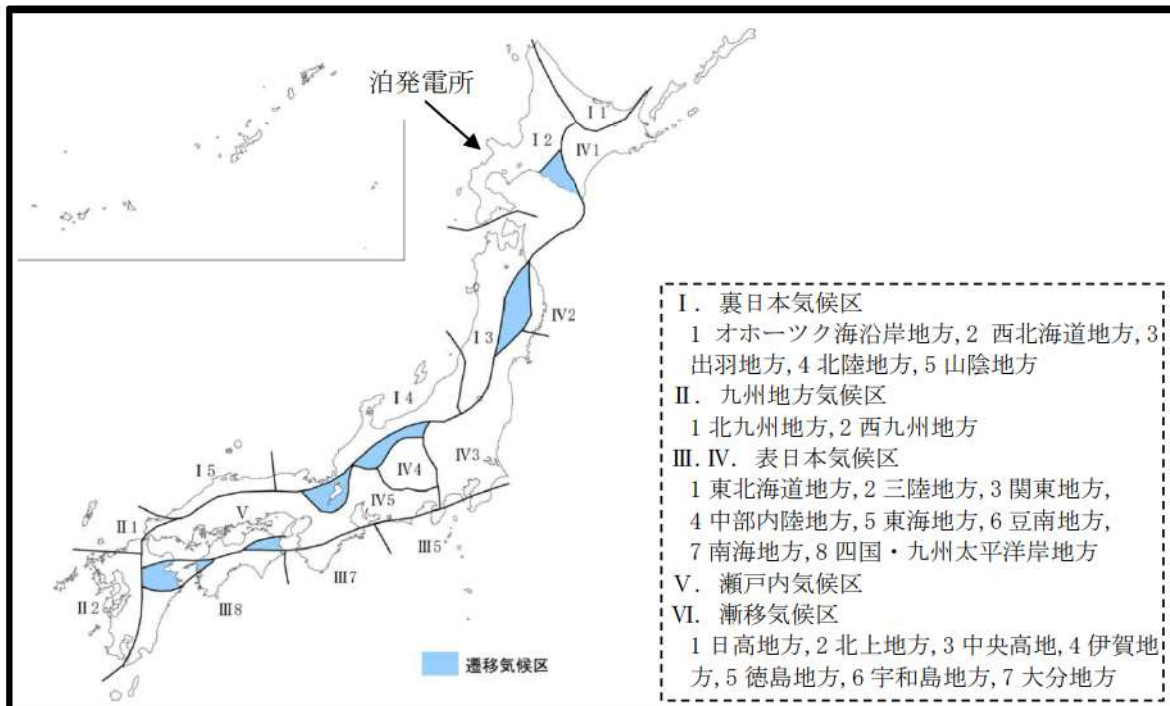 泊発電所
Ⅰ1
Ⅰ2
Ⅳ1
Ⅳ2
Ⅰ3
Ⅰ4
Ⅳ3
Ⅳ4
Ⅰ5
Ⅳ5
Ⅴ
Ⅱ1
Ⅲ5
Ⅲ7
Ⅱ2
Ⅲ8
遷移気候区
Ⅰ. 裏日本気候区
1 オホーツク海沿岸地方, 2 西北海道地方, 3
出羽地方, 4 北陸地方, 5 山陰地方
Ⅱ. 九州地方気候区
1 北九州地方, 2 西九州地方
Ⅲ. Ⅳ. 表日本気候区
1 東北海道地方, 2 三陸地方, 3 関東地方,
4 中部内陸地方, 5 東海地方, 6 豆南地方,
7 南海地方, 8 四国・九州太平洋岸地方
Ⅴ. 瀬戸内気候区
Ⅵ. 漸移気候区
1 日高地方, 2 北上地方, 3 中央高地, 4 伊賀地
方, 5 徳島地方, 6 宇和島地方, 7 大分地方